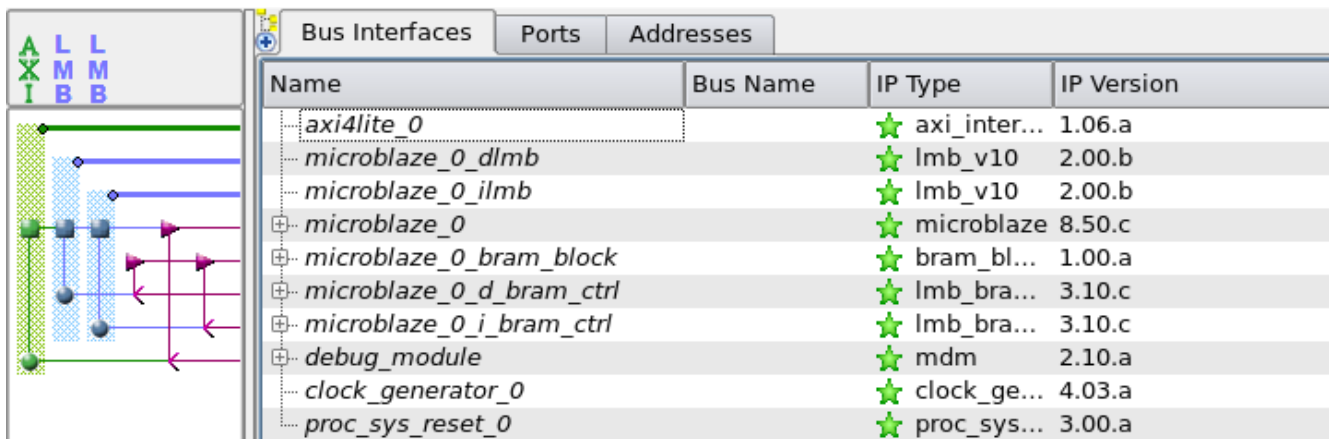 A L L
X M M
I B B
Bus Interfaces Ports Addresses
Name Bus Name IP Type IP Version
axi4lite_0 axi_inter... 1.06.a
microblaze_0_dlmb lmb_v10 2.00.b
microblaze_0_ilmb lmb_v10 2.00.b
microblaze_0 microblaze 8.50.c
microblaze_0_bram_block bram_bl... 1.00.a
microblaze_0_d_bram_ctrl lmb_bra... 3.10.c
microblaze_0_i_bram_ctrl lmb_bra... 3.10.c
debug_module mdm 2.10.a
clock_generator_0 clock_ge... 4.03.a
proc_sys_reset_0 proc_sys... 3.00.a